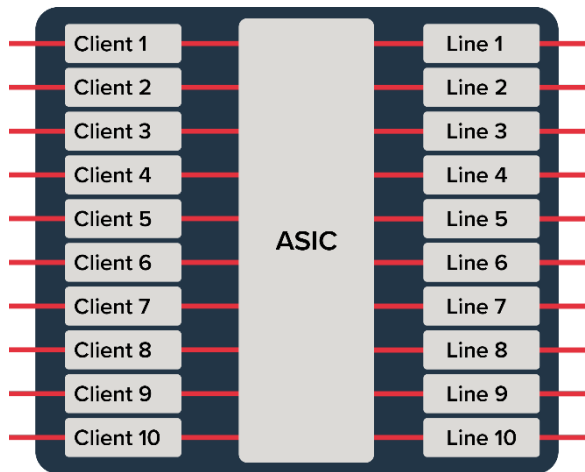 Client 1
Line 1
Client 2
Line 2
Client 3
Line 3
Client 4
Line 4
Client 5
Line 5
ASIC
Client 6
Line 6
Client 7
Line 7
Client 8
Line 8
Client 9
Line 9
Client 10
Line 10